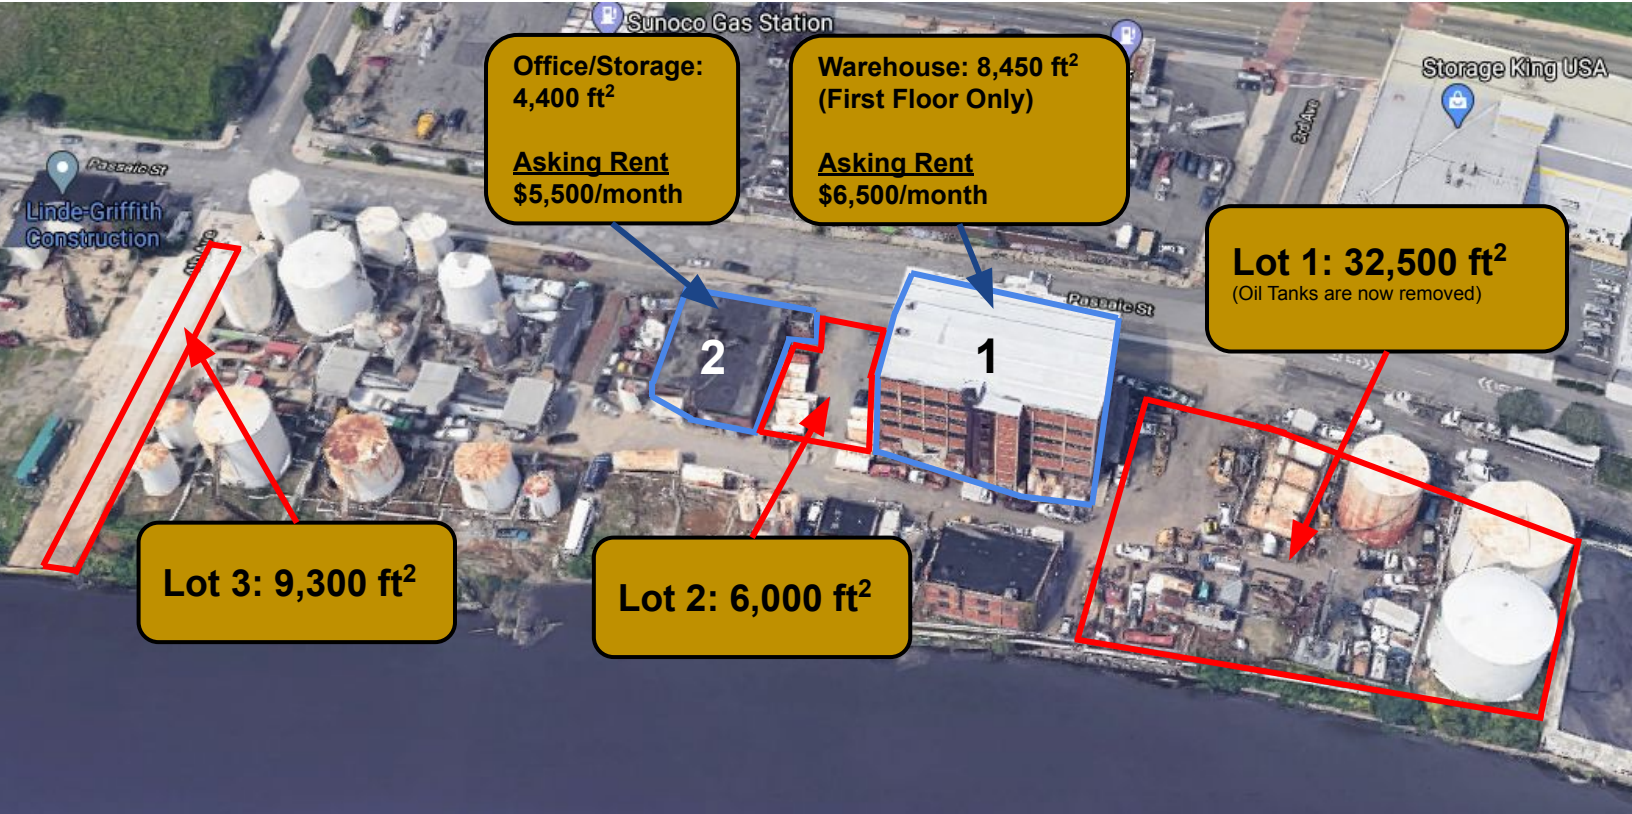 Sunoco Gas Station
Office/Storage:
4,400 ft²
Asking Rent
$5,500/month
Warehouse: 8,450 ft²
(First Floor Only)
Asking Rent
$6,500/month
Storage King USA
3rd Ave
Passaic St
Linde-Griffith
Construction
4th Ave
Lot 1: 32,500 ft²
(Oil Tanks are now removed)
Passaic St
2
1
Lot 3: 9,300 ft²
Lot 2: 6,000 ft²